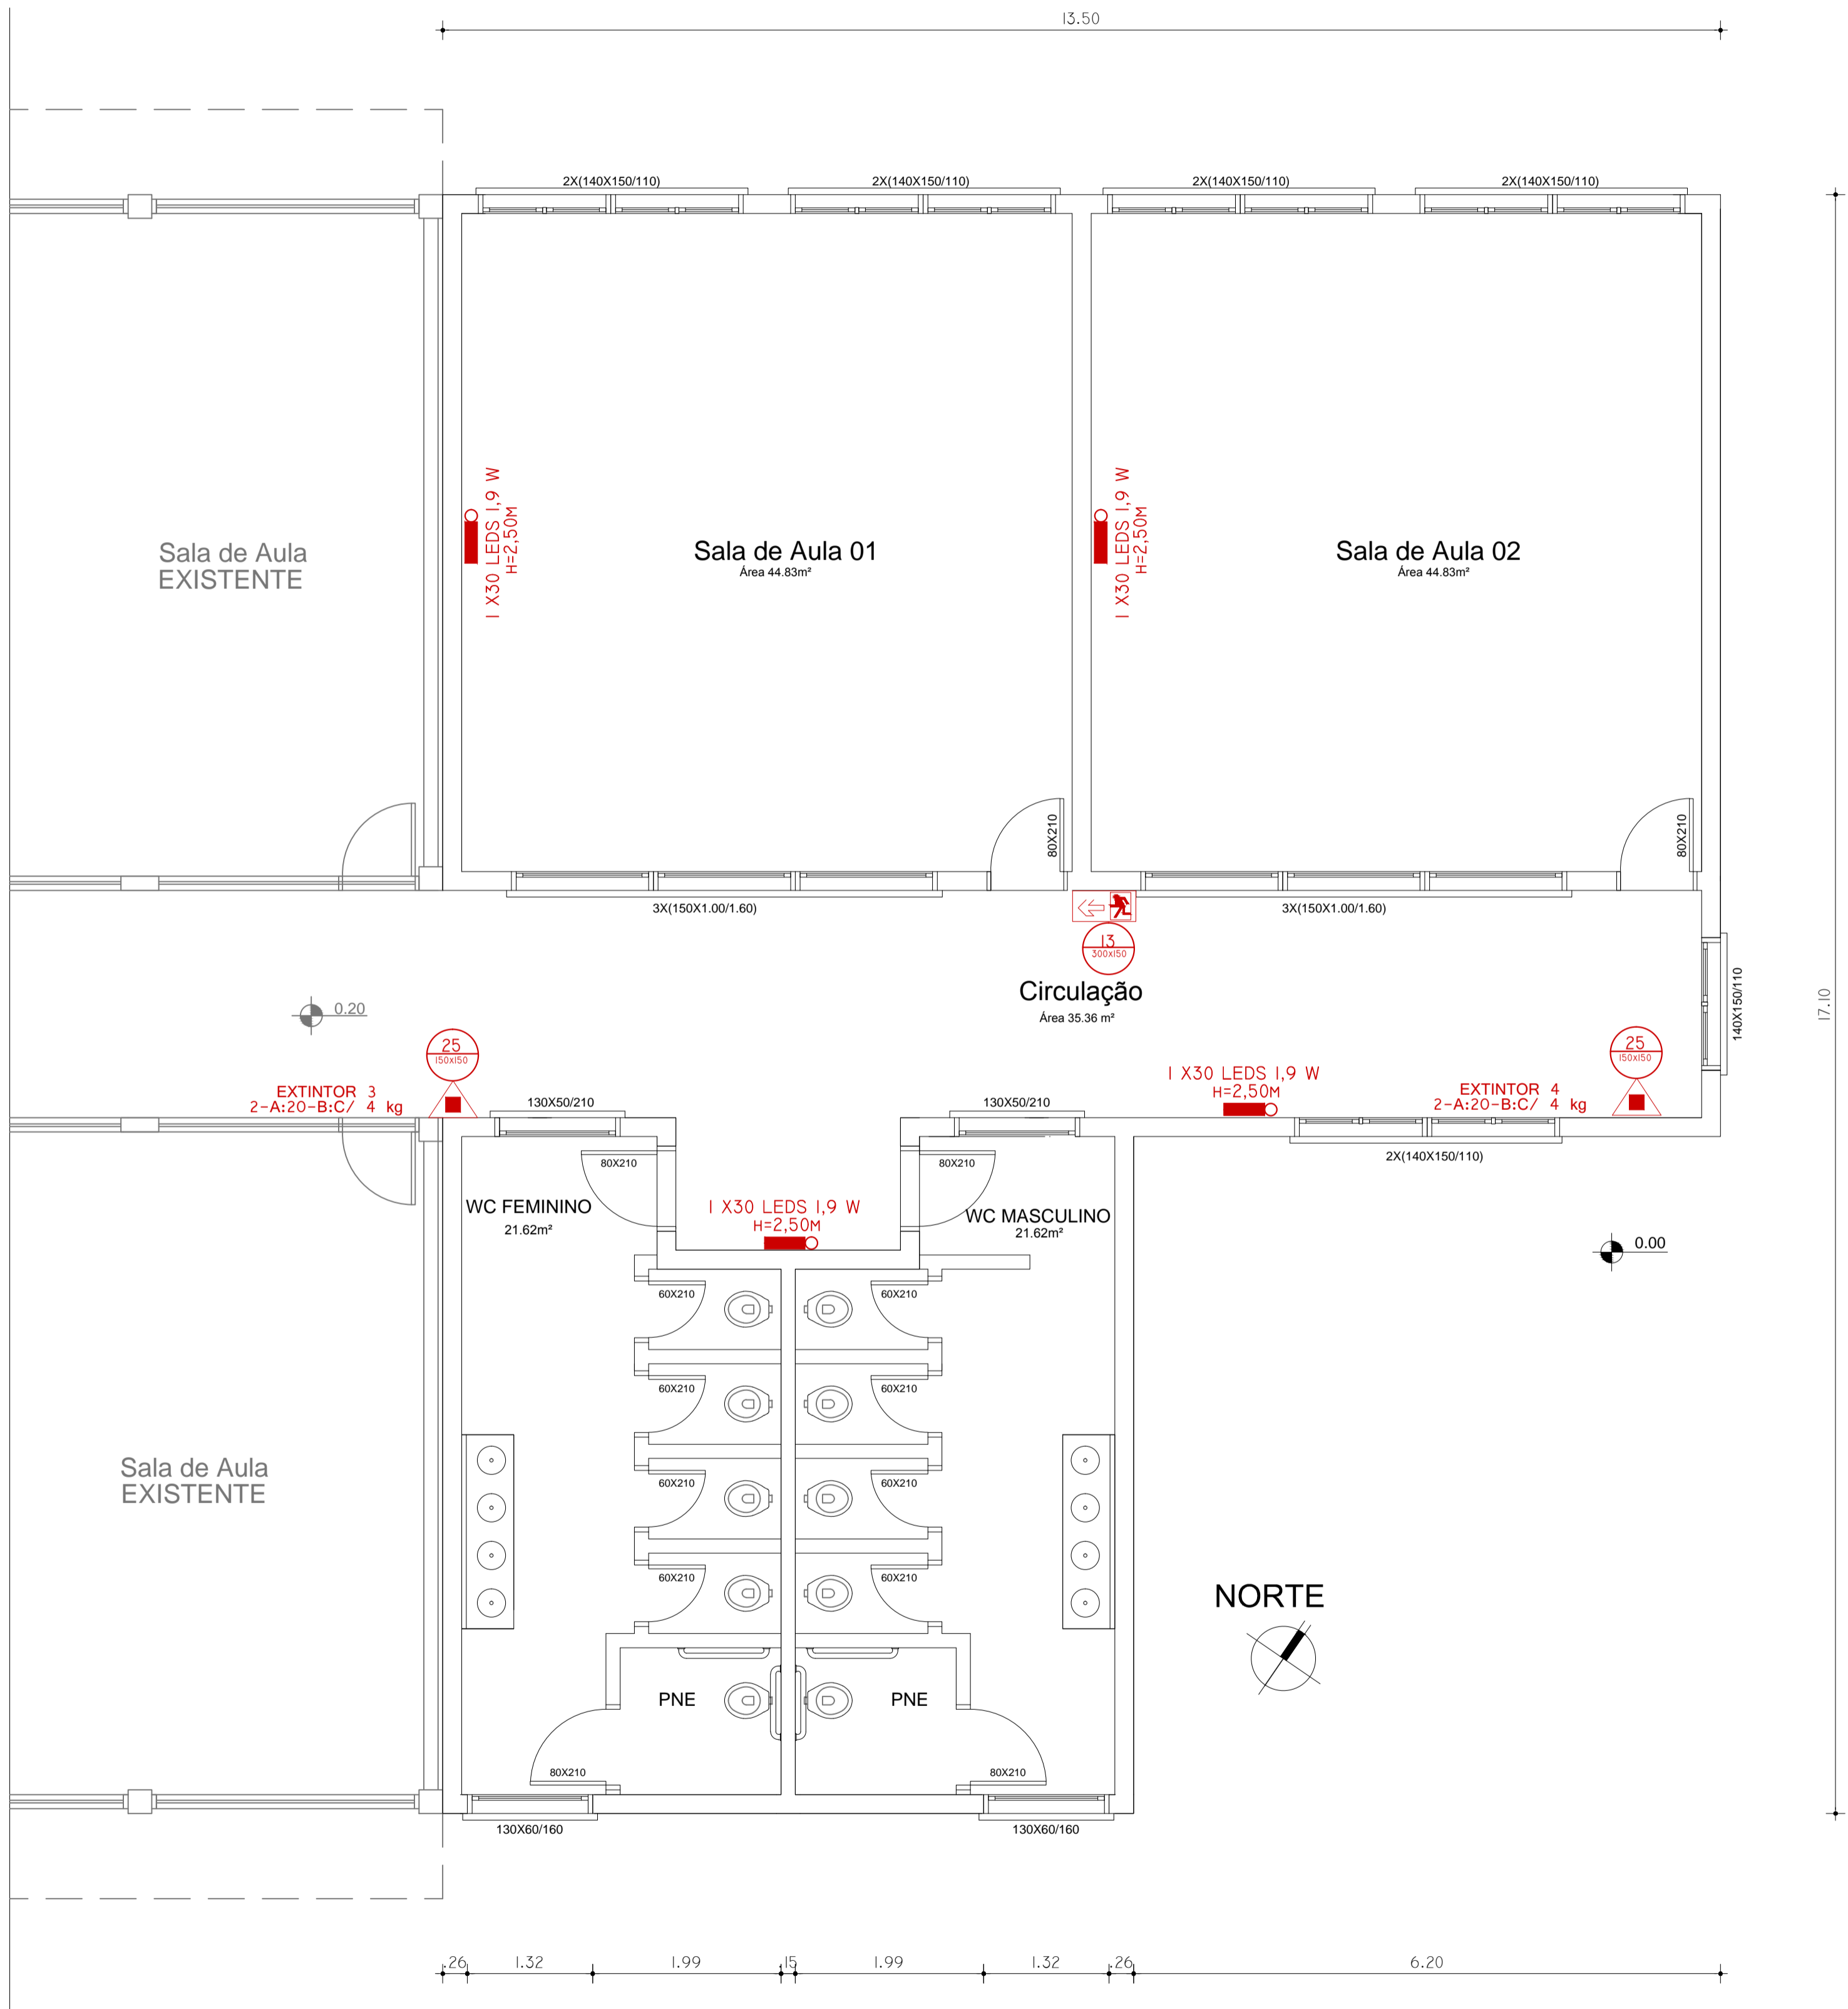 13.50
2X(140X150/110)
2X(140X150/110)
2X(140X150/110)
2X(140X150/110)
1 X30 LEDS 1,9 W
H=2,50M
1 X30 LEDS 1,9 W
H=2,50M
Sala de Aula
EXISTENTE
Sala de Aula 01
Área 44.83m²
Sala de Aula 02
Área 44.83m²
80X210
80X210
3X(150X1.00/1.60)
3X(150X1.00/1.60)
13
300x150
Circulação
Área 35.36 m²
140X150/110
17.10
0.20
25
150x150
25
150x150
EXTINTOR 3
2-A:20-B:C/ 4 kg
1 X30 LEDS 1,9 W
H=2,50M
EXTINTOR 4
2-A:20-B:C/ 4 kg
130X50/210
130X50/210
2X(140X150/110)
80X210
80X210
WC FEMININO
21.62m²
1 X30 LEDS 1,9 W
H=2,50M
WC MASCULINO
21.62m²
0.00
60X210
60X210
60X210
60X210
Sala de Aula
EXISTENTE
60X210
60X210
60X210
60X210
NORTE
PNE
PNE
80X210
80X210
130X60/160
130X60/160
.26
1.32
1.99
.15
1.99
1.32
.26
6.20